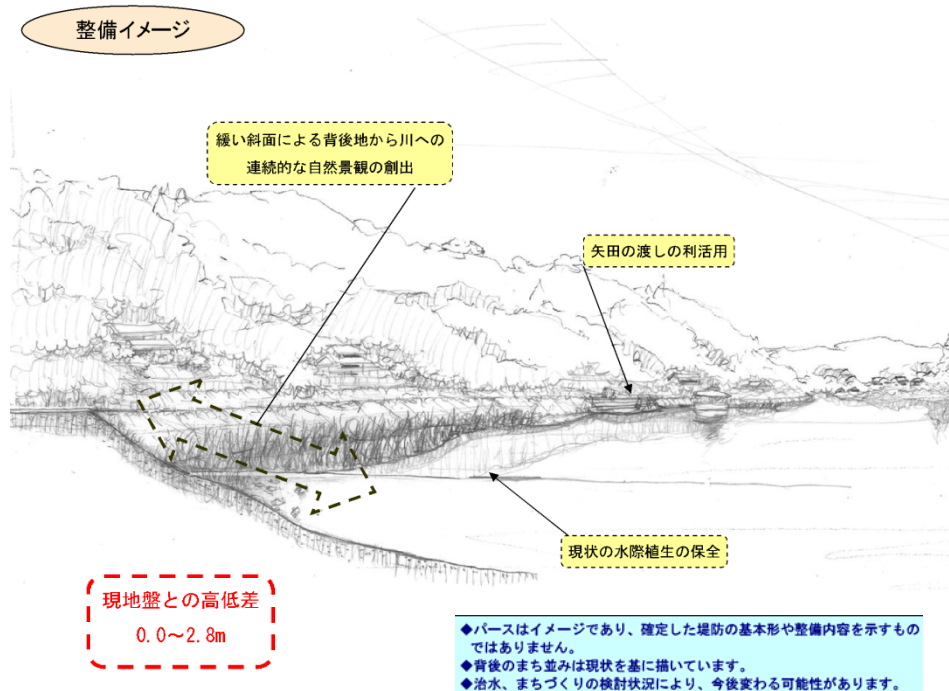 整備イメージ
緩い斜面による背後地から川への
連続的な自然景観の創出
矢田の渡しの利活用
現状の水際植生の保全
現地盤との高低差
0.0～2.8m
◆パースはイメージであり、確定した堤防の基本形や整備内容を示すもの
ではありません。
◆背後のまち並みは現状を基に描いています。
◆治水、まちづくりの検討状況により、今後変わる可能性があります。